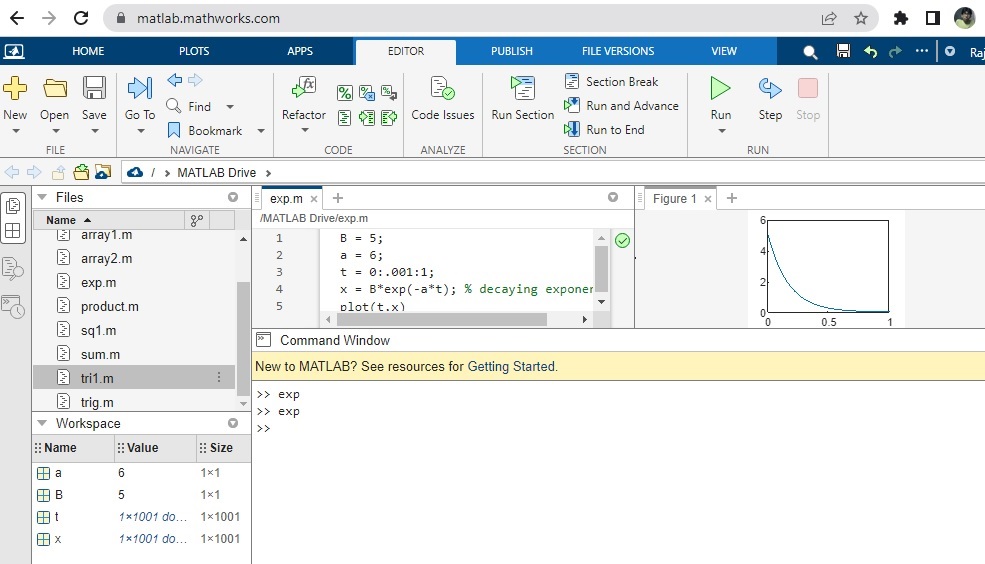 matlab.mathworks.com
HOME PLOTS APPS EDITOR PUBLISH FILE VERSIONS VIEW Raj
New Open Save Go To Find Bookmark Refactor Code Issues Run Section Section Break Run and Advance Run to End Run Step Stop
FILE NAVIGATE CODE ANALYZE SECTION RUN
/ MATLAB Drive
Files
Name
array1.m
array2.m
exp.m
product.m
sq1.m
sum.m
tri1.m
trig.m
Workspace
Name Value Size
a 6 1×1
B 5 1×1
t 1×1001 do... 1×1001
x 1×1001 do... 1×1001
exp.m
/MATLAB Drive/exp.m
1 B = 5;
2 a = 6;
3 t = 0:.001:1;
4 x = B*exp(-a*t); % decaying exponen
5 plot(t,x)
Figure 1
6
4
2
0
0 0.5 1
Command Window
New to MATLAB? See resources for Getting Started.
>> exp
>> exp
>>